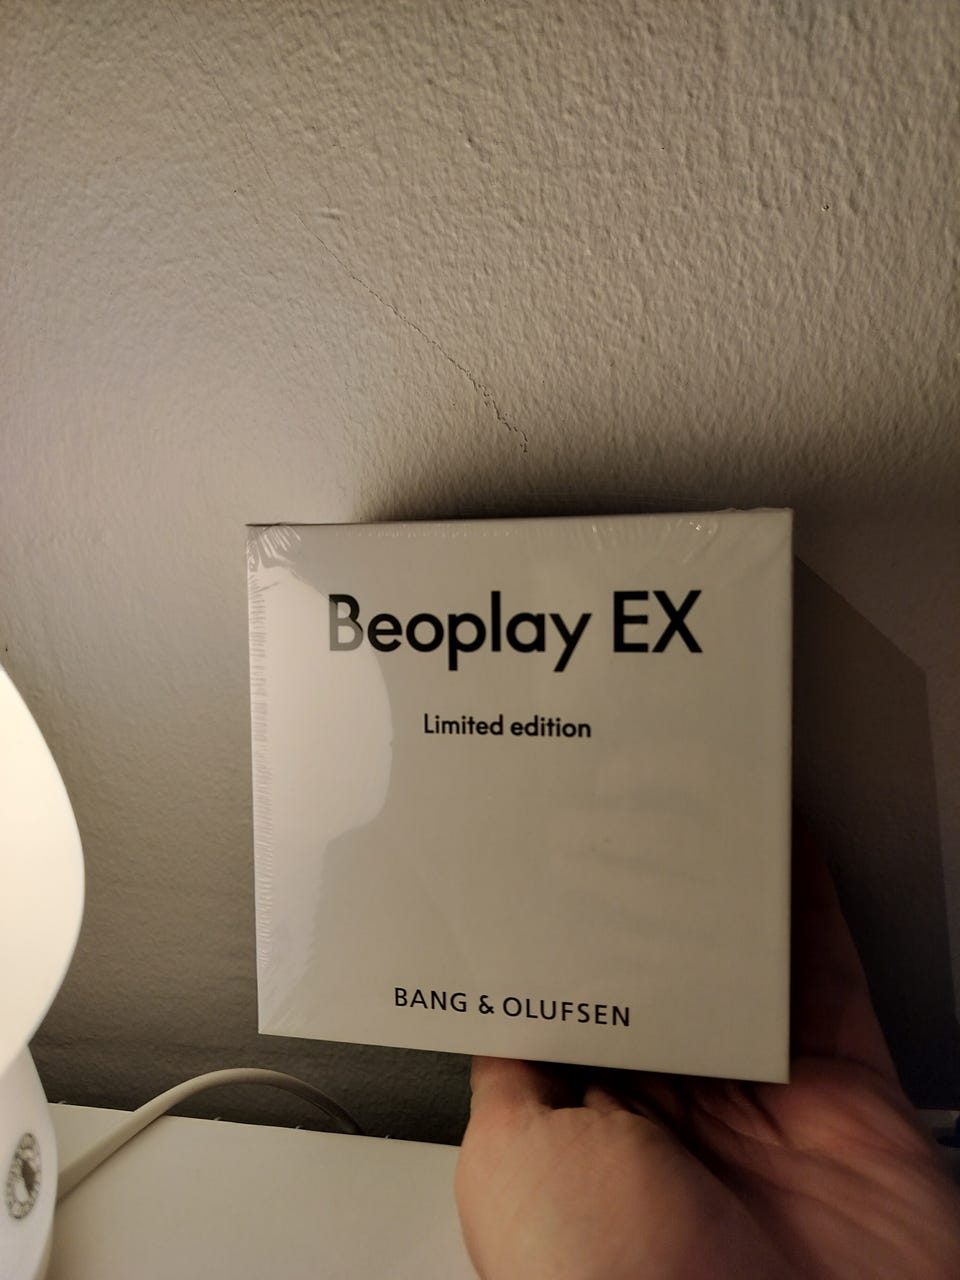 Beoplay EX
Limited edition
BANG & OLUFSEN